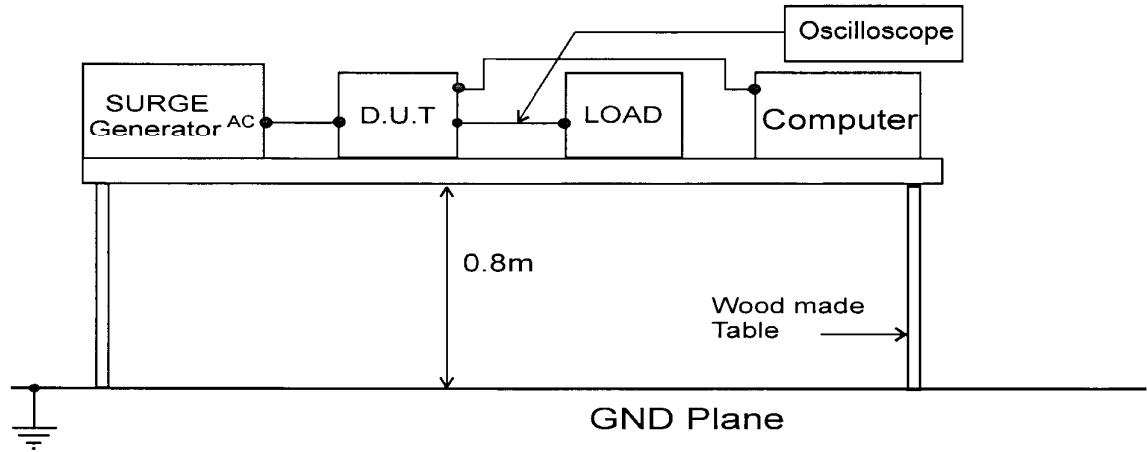 Oscilloscope
SURGE
Generator AC
D.U.T
LOAD
Computer
0.8m
Wood made
Table
GND Plane